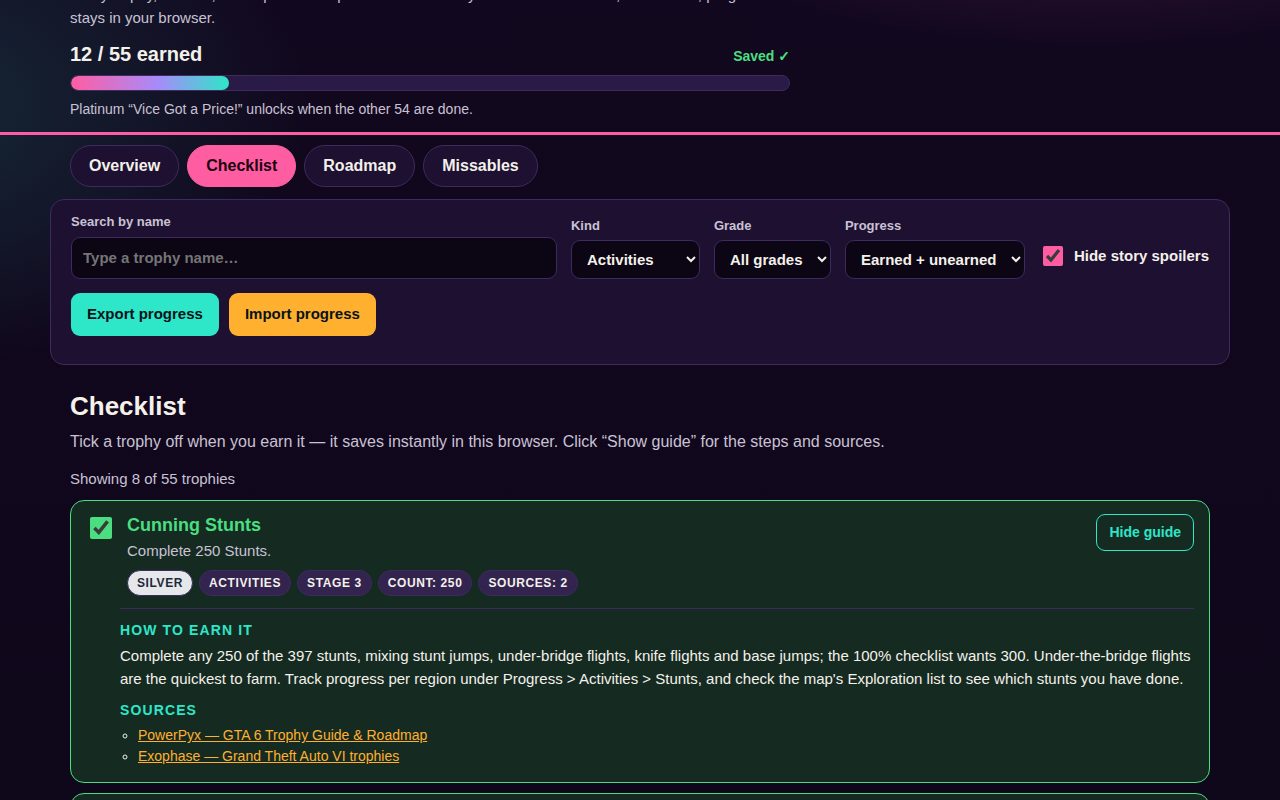 stays in your browser.
12 / 55 earned
Saved ✓
Platinum “Vice Got a Price!” unlocks when the other 54 are done.
Overview
Checklist
Roadmap
Missables
Search by name
Kind
Grade
Progress
Type a trophy name…
Activities
All grades
Earned + unearned
Hide story spoilers
Export progress
Import progress
Checklist
Tick a trophy off when you earn it — it saves instantly in this browser. Click “Show guide” for the steps and sources.
Showing 8 of 55 trophies
Cunning Stunts
Hide guide
Complete 250 Stunts.
SILVER
ACTIVITIES
STAGE 3
COUNT: 250
SOURCES: 2
HOW TO EARN IT
Complete any 250 of the 397 stunts, mixing stunt jumps, under-bridge flights, knife flights and base jumps; the 100% checklist wants 300. Under-the-bridge flights
are the quickest to farm. Track progress per region under Progress > Activities > Stunts, and check the map's Exploration list to see which stunts you have done.
SOURCES
PowerPyx — GTA 6 Trophy Guide & Roadmap
Exophase — Grand Theft Auto VI trophies